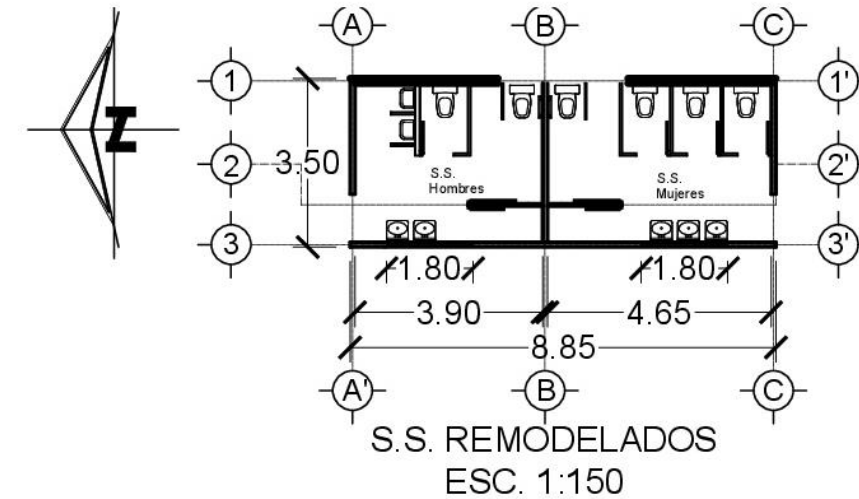 A B C
1 1'
N
2 3.50 2'
S.S.
Hombres
S.S.
Mujeres
3 3'
1.80 1.80
3.90 4.65
8.85
A' B C
S.S. REMODELADOS
ESC. 1:150